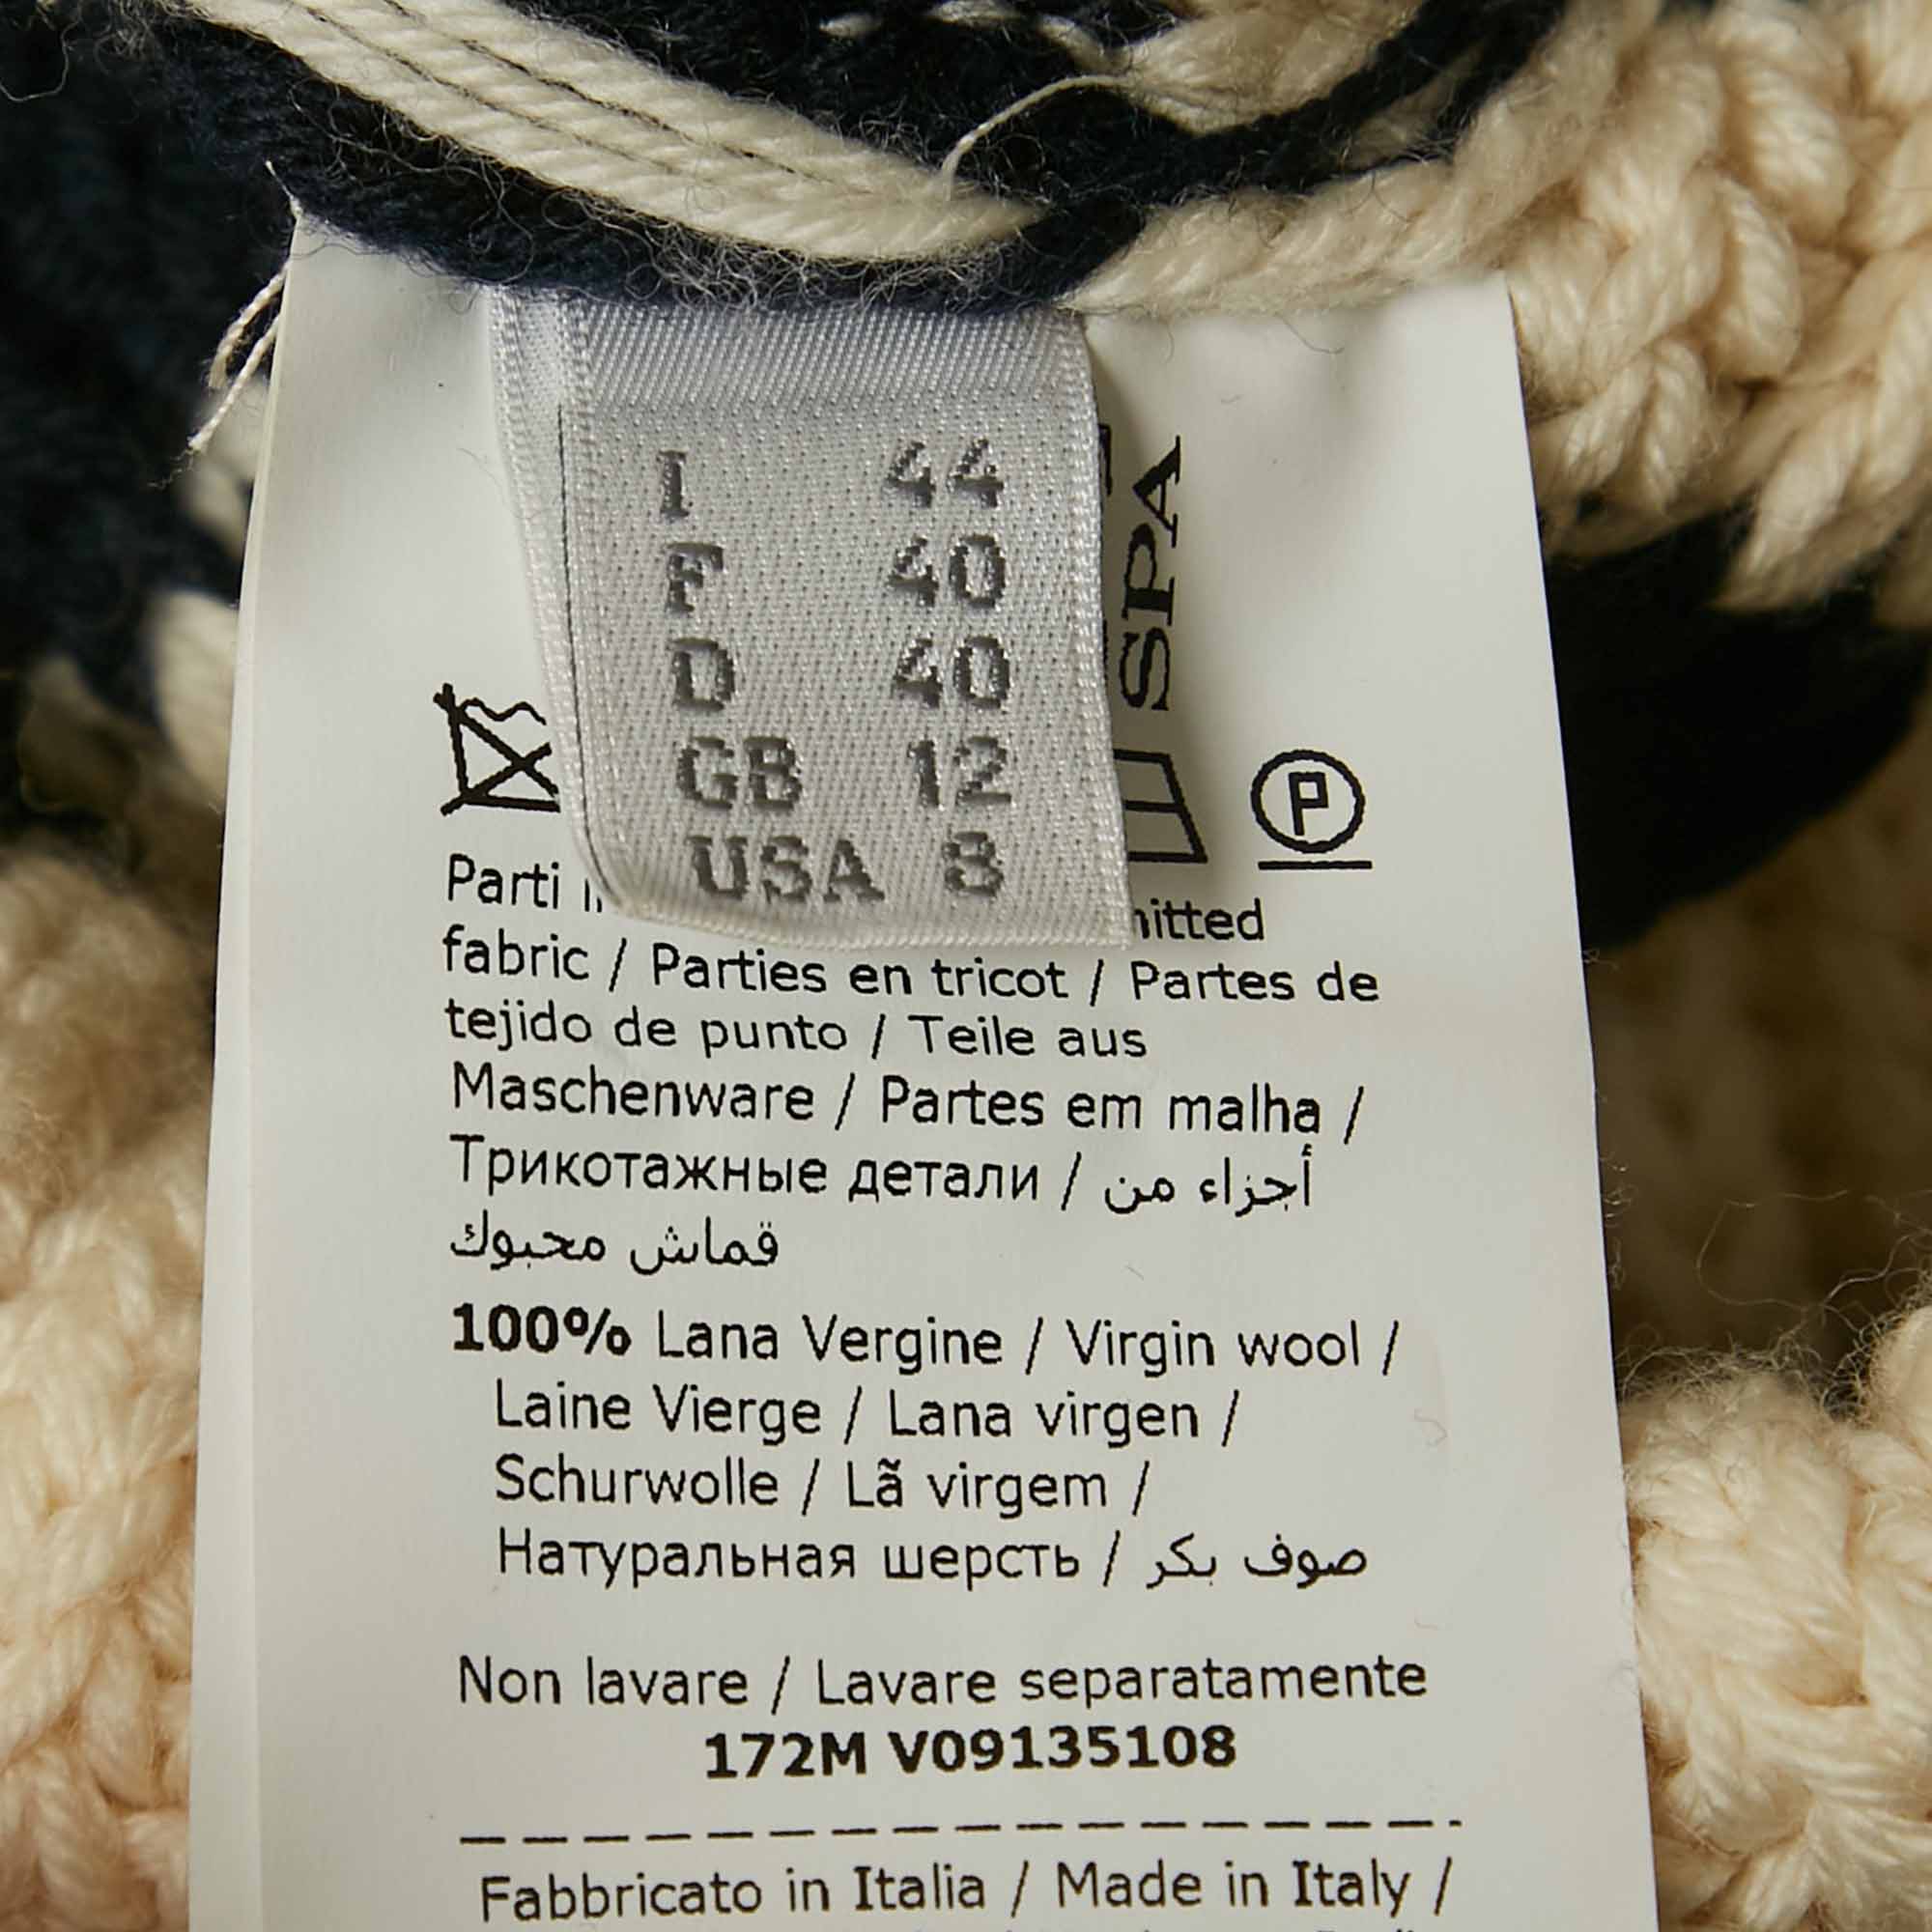 I 44
F 40
D 40
GB 12
USA 8
SPA
P
Parti
fabric / Parties en tricot / Partes de
tejido de punto / Teile aus
Maschenware / Partes em malha /
Трикотажные детали / أجزاء من
قماش محبوك
100% Lana Vergine / Virgin wool /
Laine Vierge / Lana virgen /
Schurwolle / Lã virgem /
Натуральная шерсть / صوف بكر
Non lavare / Lavare separatamente
172M V09135108
Fabbricato in Italia / Made in Italy /